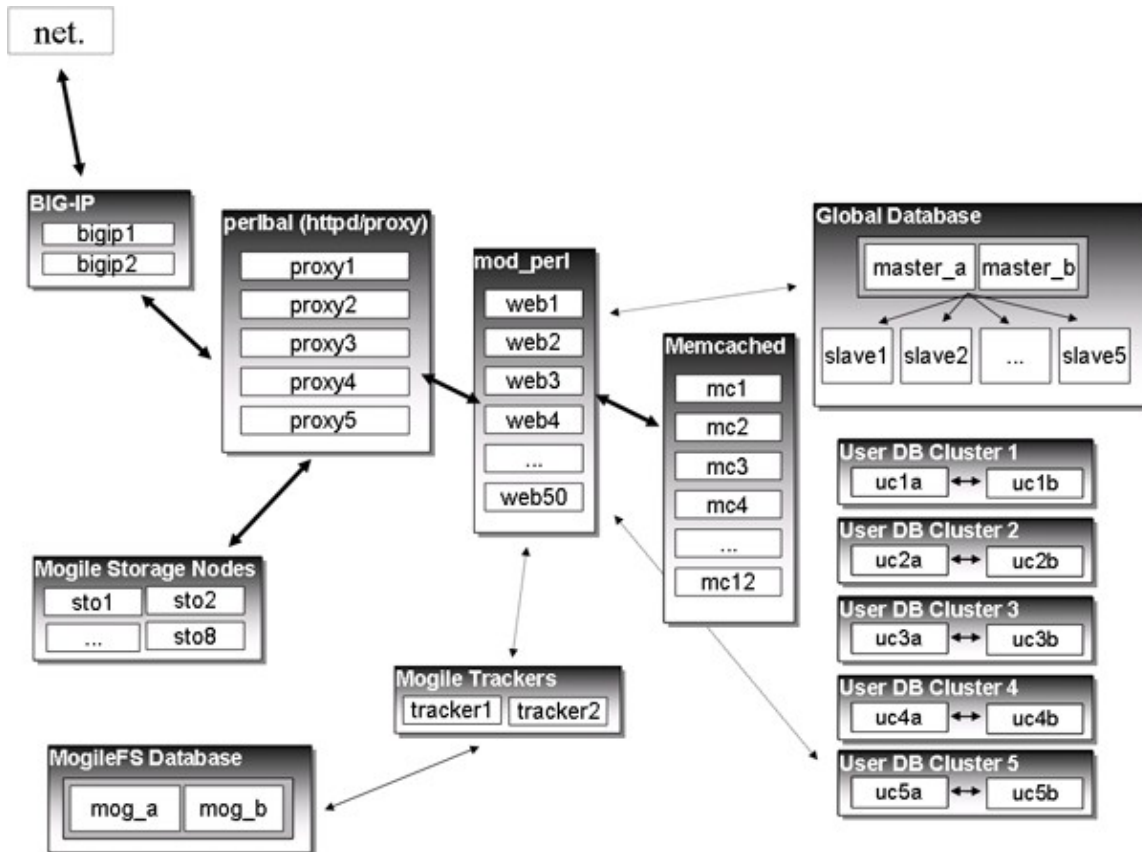 net.
BIG-IP
bigip1
bigip2
perlbal (httpd/proxy)
proxy1
proxy2
proxy3
proxy4
proxy5
mod_perl
web1
web2
web3
web4
...
web50
Memcached
mc1
mc2
mc3
mc4
...
mc12
Global Database
master_a master_b
slave1 slave2 ... slave5
User DB Cluster 1
uc1a uc1b
User DB Cluster 2
uc2a uc2b
User DB Cluster 3
uc3a uc3b
User DB Cluster 4
uc4a uc4b
User DB Cluster 5
uc5a uc5b
Mogile Storage Nodes
sto1 sto2
... sto8
Mogile Trackers
tracker1 tracker2
MogileFS Database
mog_a mog_b